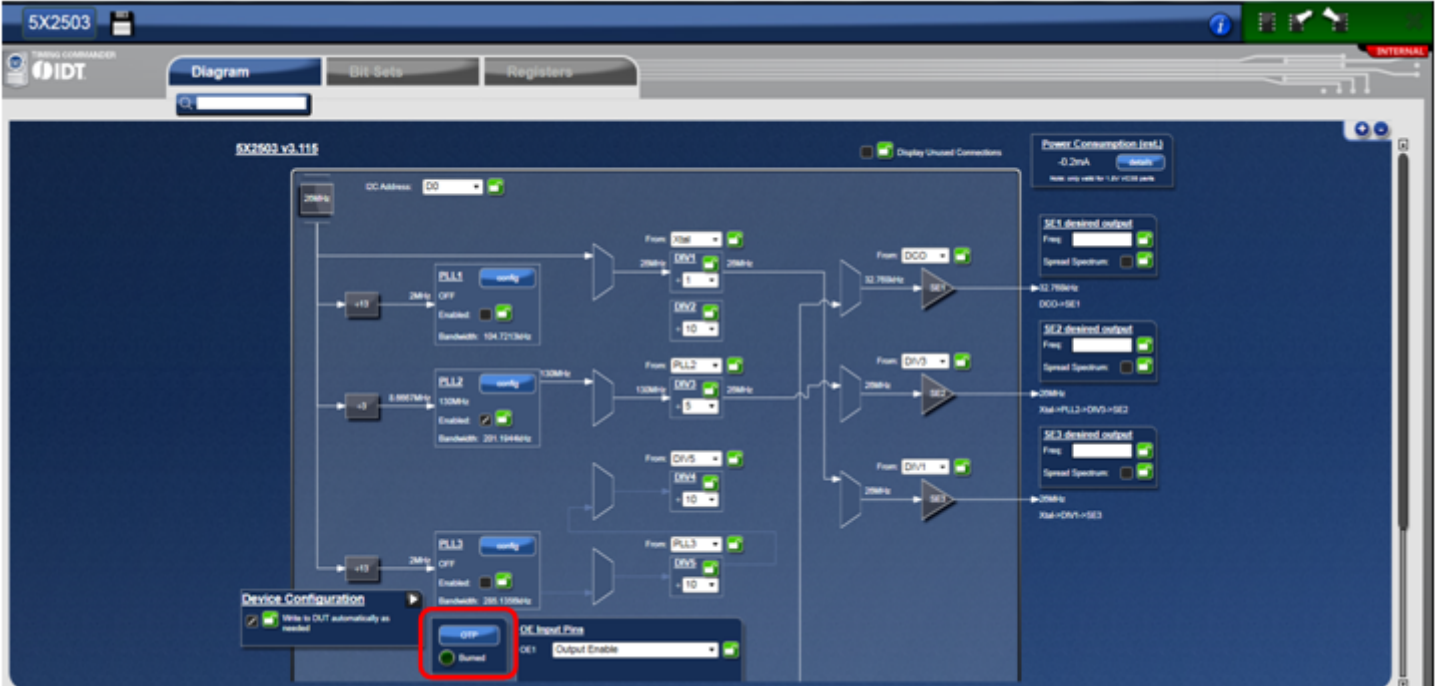 5X2503
i
INTERNAL
TIMING COMMANDER
IDT
Diagram
Bit Sets
Registers
5X2503 v3.115
Display Unused Connections
Power Consumption (est.)
-0.2mA
details
Note: only valid for 1.8V VCCS parts
I2C Address: D0
26MHz
SE1 desired output
Freq:
Spread Spectrum:
From: Xtal
26MHz
DIV1
26MHz
÷ 1
From: DCO
32.768kHz
SE1
32.768kHz
DCO->SE1
PLL1
config
÷13
2MHz
OFF
Enabled:
Bandwidth: 104.7213kHz
DIV2
÷ 10
SE2 desired output
Freq:
Spread Spectrum:
From: PLL2
130MHz
DIV3
26MHz
÷ 5
From: DIV3
26MHz
SE2
26MHz
Xtal->PLL2->DIV3->SE2
PLL2
config
130MHz
÷3
8.6667MHz
130MHz
Enabled:
Bandwidth: 281.1944kHz
SE3 desired output
Freq:
Spread Spectrum:
From: DIV5
DIV4
÷ 10
From: DIV1
26MHz
SE3
26MHz
Xtal->DIV1->SE3
PLL3
config
÷13
2MHz
OFF
Enabled:
Bandwidth: 285.1358kHz
From: PLL3
DIV5
÷ 10
Device Configuration
Write to DUT automatically as
needed
OTP
Burned
OE Input Pins
OE1 Output Enable